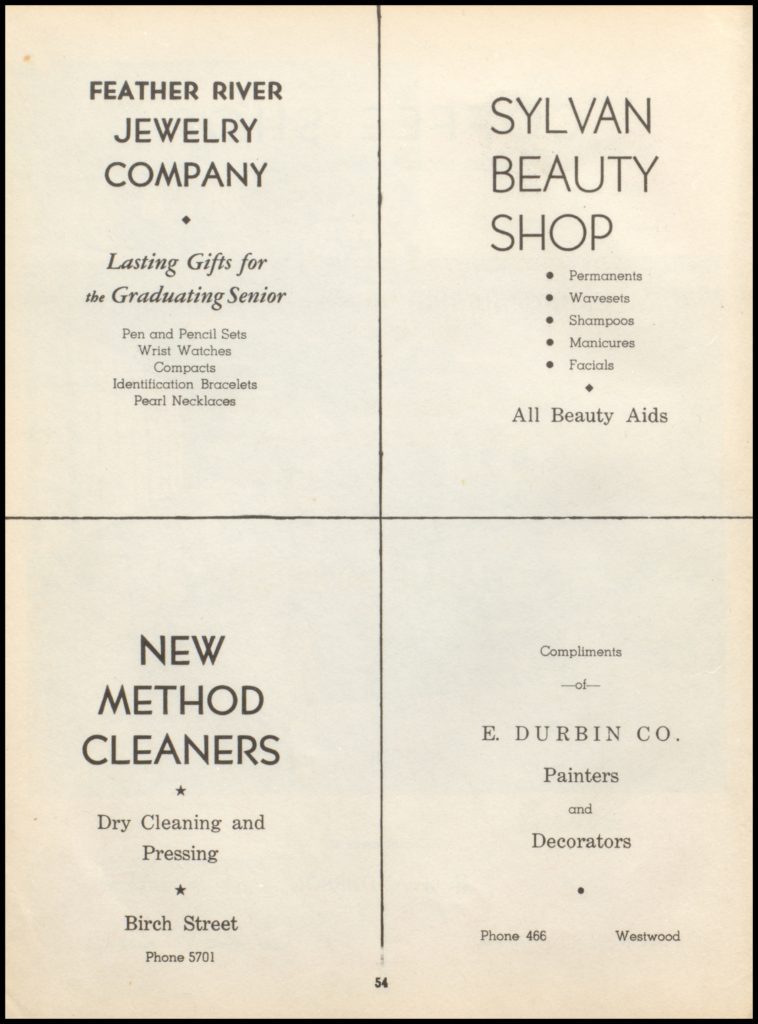 FEATHER RIVER
JEWELRY
COMPANY
Lasting Gifts for
the Graduating Senior
Pen and Pencil Sets
Wrist Watches
Compacts
Identification Bracelets
Pearl Necklaces
SYLVAN
BEAUTY
SHOP
● Permanents
● Wavesets
● Shampoos
● Manicures
● Facials
All Beauty Aids
NEW
METHOD
CLEANERS
Dry Cleaning and
Pressing
Birch Street
Phone 5701
Compliments
—of—
E. DURBIN CO.
Painters
and
Decorators
Phone 466 Westwood
54